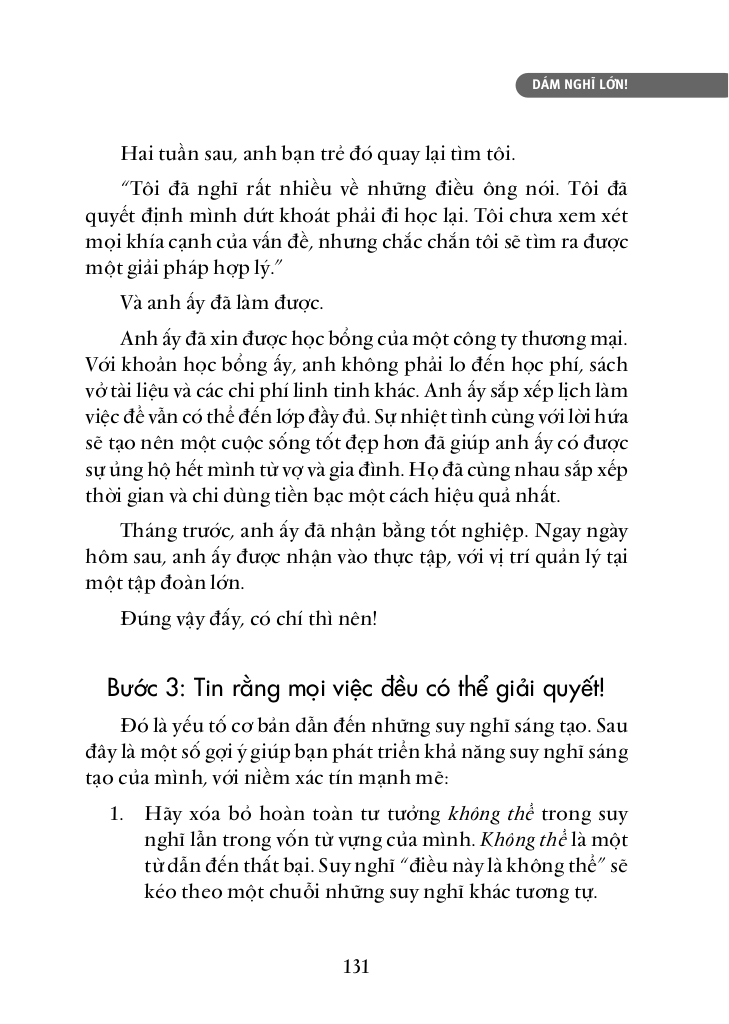 DÁM NGHĨ LỚN!
Hai tuần sau, anh bạn trẻ đó quay lại tìm tôi.
“Tôi đã nghĩ rất nhiều về những điều ông nói. Tôi đã
quyết định mình dứt khoát phải đi học lại. Tôi chưa xem xét
mọi khía cạnh của vấn đề, nhưng chắc chắn tôi sẽ tìm ra được
một giải pháp hợp lý.”
Và anh ấy đã làm được.
Anh ấy đã xin được học bổng của một công ty thương mại.
Với khoản học bổng ấy, anh không phải lo đến học phí, sách
vở tài liệu và các chi phí linh tinh khác. Anh ấy sắp xếp lịch làm
việc để vẫn có thể đến lớp đầy đủ. Sự nhiệt tình cùng với lời hứa
sẽ tạo nên một cuộc sống tốt đẹp hơn đã giúp anh ấy có được
sự ủng hộ hết mình từ vợ và gia đình. Họ đã cùng nhau sắp xếp
thời gian và chi dùng tiền bạc một cách hiệu quả nhất.
Tháng trước, anh ấy đã nhận bằng tốt nghiệp. Ngay ngày
hôm sau, anh ấy được nhận vào thực tập, với vị trí quản lý tại
một tập đoàn lớn.
Đúng vậy đấy, có chí thì nên!
Bước 3: Tin rằng mọi việc đều có thể giải quyết!
Đó là yếu tố cơ bản dẫn đến những suy nghĩ sáng tạo. Sau
đây là một số gợi ý giúp bạn phát triển khả năng suy nghĩ sáng
tạo của mình, với niềm xác tín mạnh mẽ:
1. Hãy xóa bỏ hoàn toàn tư tưởng không thể trong suy
nghĩ lẫn trong vốn từ vựng của mình. Không thể là một
từ dẫn đến thất bại. Suy nghĩ “điều này là không thể” sẽ
kéo theo một chuỗi những suy nghĩ khác tương tự.
131